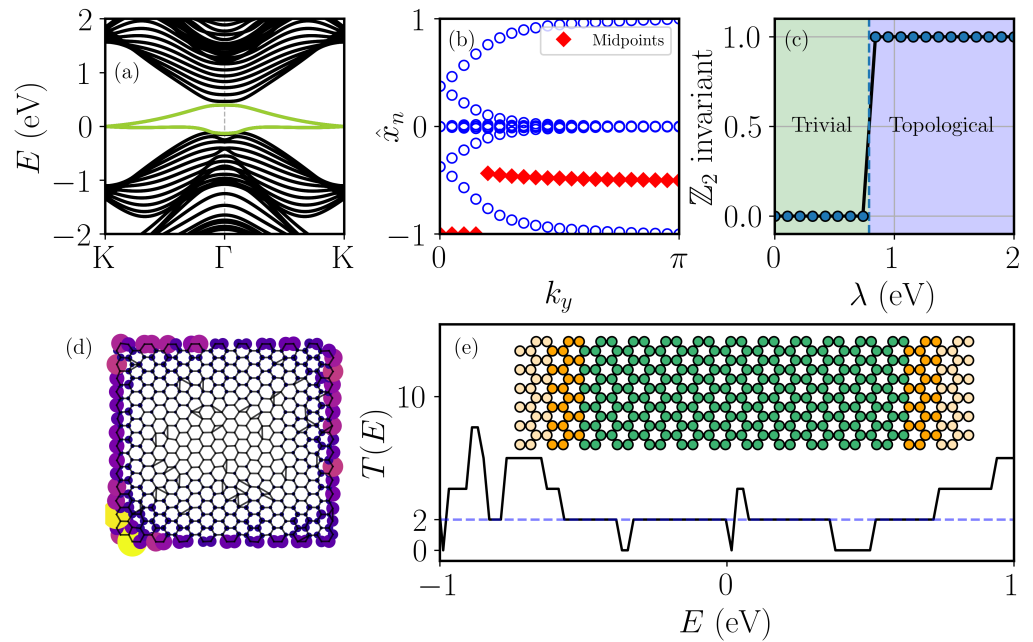 2
1
0
−
−1
−2
E (eV)
(a)
K
Γ
K
1
0
−1
x̂n
(b)
Midpoints
0
π
ky
1.0
0.5
0.0
ℤ2 invariant
(c)
Trivial
Topological
0
1
2
λ (eV)
(d)
(e)
10
2
0
T(E)
−1
0
1
E (eV)